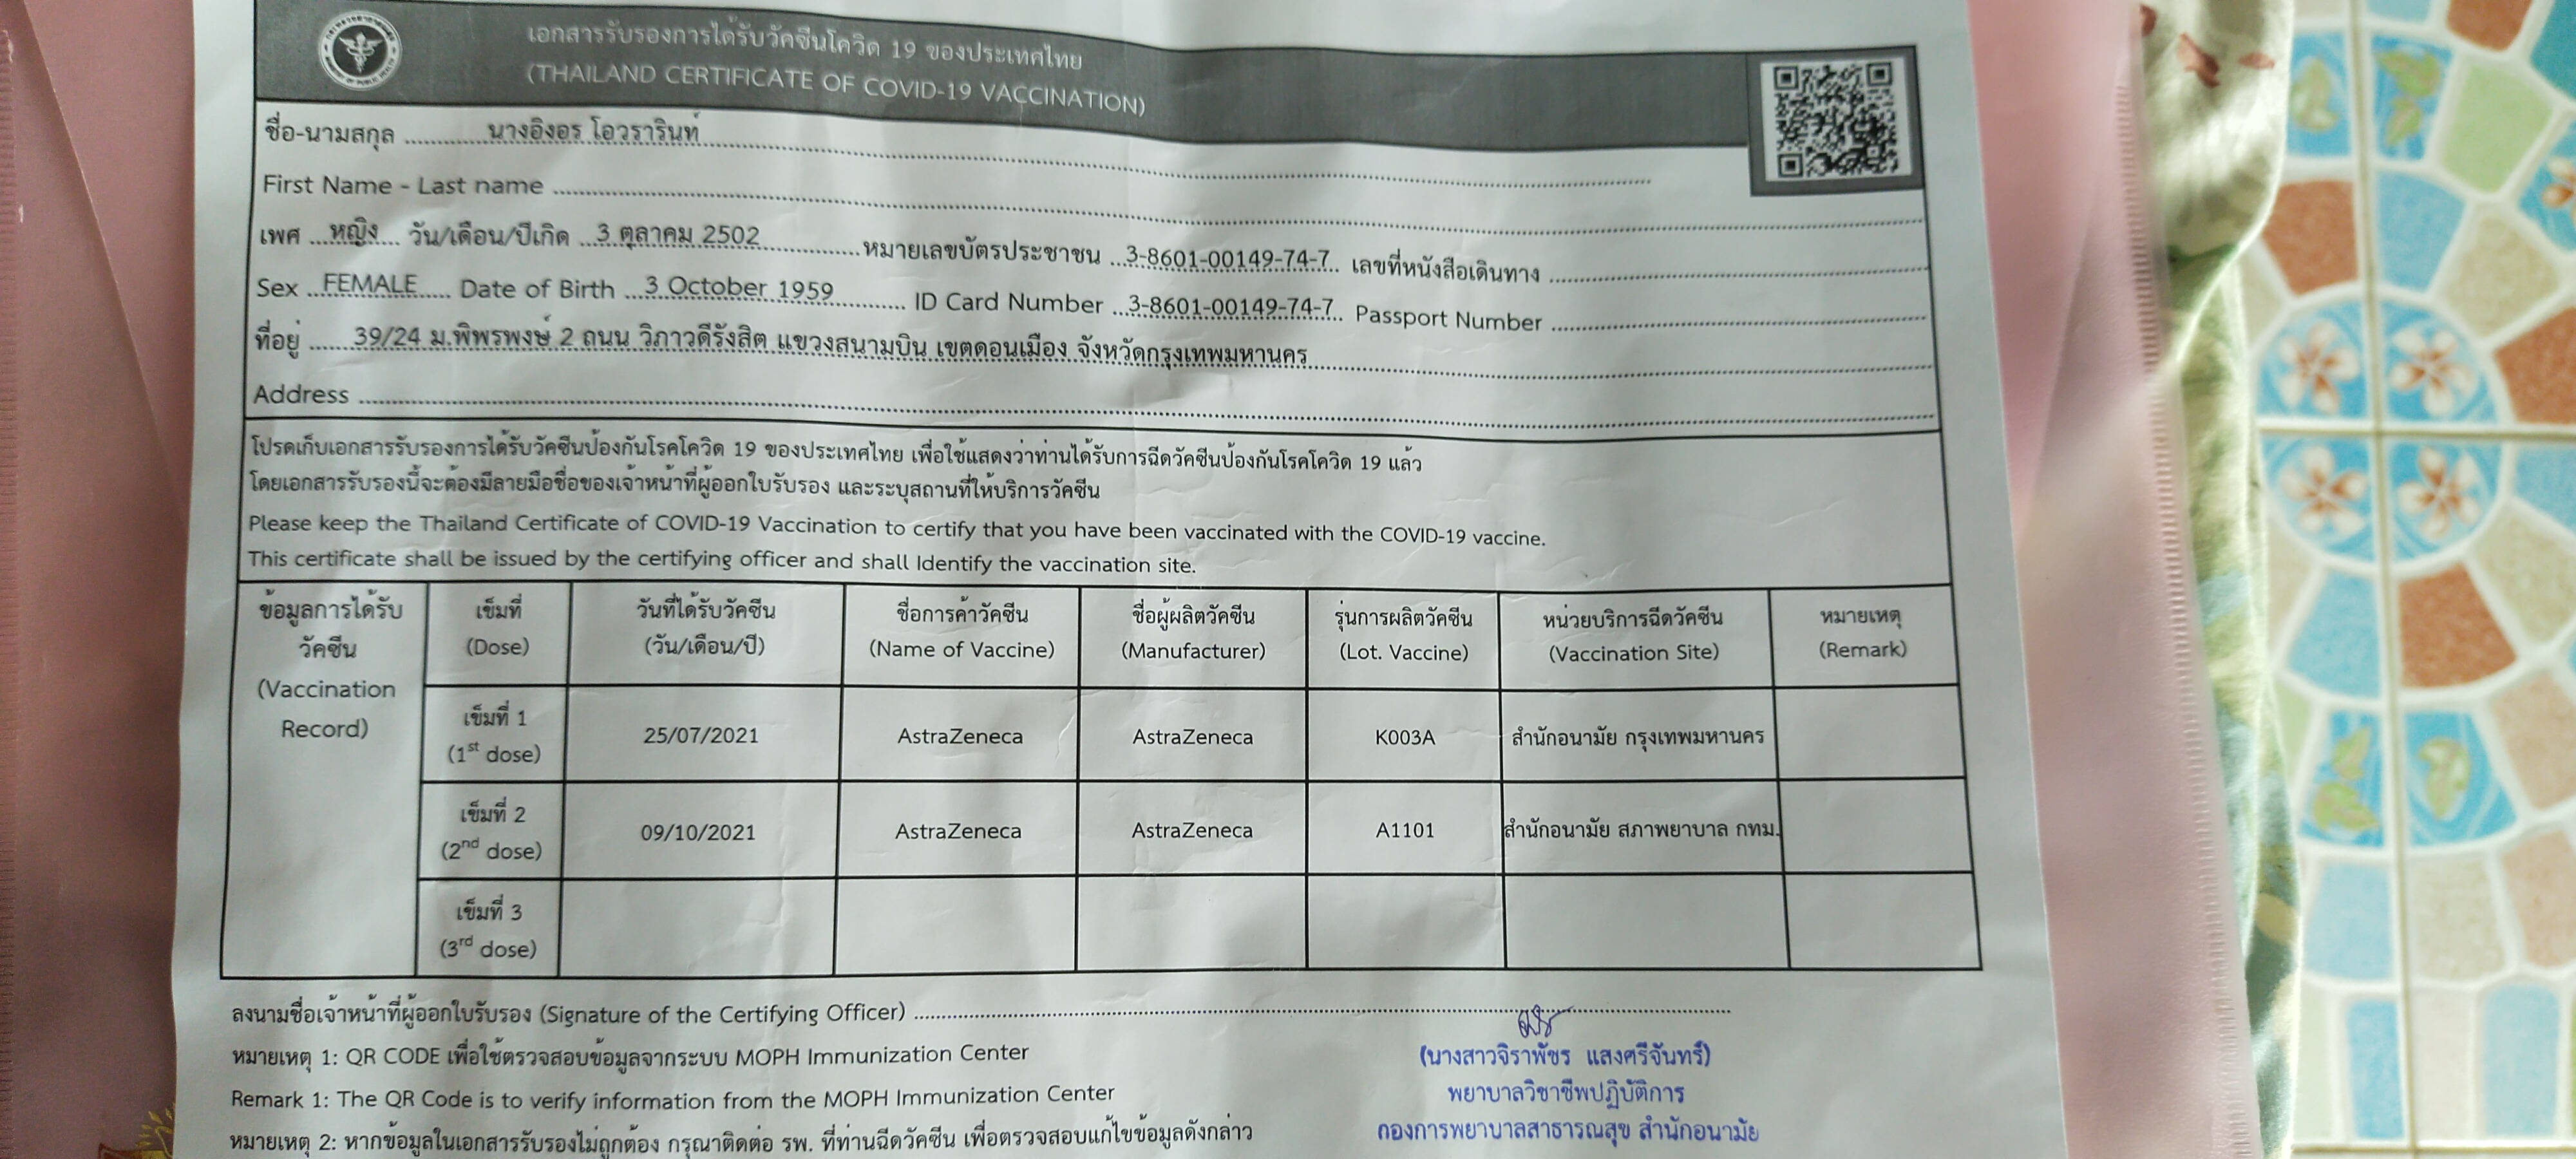 เอกสารรับรองการได้รับวัคซีนโควิด 19 ของประเทศไทย
(THAILAND CERTIFICATE OF COVID-19 VACCINATION)
ชื่อ-นามสกุล ............นางอิงอร โอวรารินท์............
First Name - Last name ............
เพศ ....หญิง.... วัน/เดือน/ปีเกิด ....3 ตุลาคม 2502............หมายเลขบัตรประชาชน ...3-8601-00149-74-7.. เลขที่หนังสือเดินทาง ............
Sex ..FEMALE..... Date of Birth ....3 October 1959.......... ID Card Number ....3-8601-00149-74-7.. Passport Number ............
ที่อยู่ ........39/24 ม.พิพรพงษ์ 2 ถนน วิภาวดีรังสิต แขวงสนามบิน เขตดอนเมือง จังหวัดกรุงเทพมหานคร............
Address ............
โปรดเก็บเอกสารรับรองการได้รับวัคซีนป้องกันโรคโควิด 19 ของประเทศไทย เพื่อใช้แสดงว่าท่านได้รับการฉีดวัคซีนป้องกันโรคโควิด 19 แล้ว
โดยเอกสารรับรองนี้จะต้องมีลายมือชื่อของเจ้าหน้าที่ผู้ออกใบรับรอง และระบุสถานที่ให้บริการวัคซีน
Please keep the Thailand Certificate of COVID-19 Vaccination to certify that you have been vaccinated with the COVID-19 vaccine.
This certificate shall be issued by the certifying officer and shall Identify the vaccination site.
ข้อมูลการได้รับวัคซีน (Vaccination Record)
เข็มที่ (Dose) วันที่ได้รับวัคซีน (วัน/เดือน/ปี) ชื่อการค้าวัคซีน (Name of Vaccine) ชื่อผู้ผลิตวัคซีน (Manufacturer) รุ่นการผลิตวัคซีน (Lot. Vaccine) หน่วยบริการฉีดวัคซีน (Vaccination Site) หมายเหตุ (Remark)
เข็มที่ 1 (1st dose) 25/07/2021 AstraZeneca AstraZeneca K003A สำนักอนามัย กรุงเทพมหานคร
เข็มที่ 2 (2nd dose) 09/10/2021 AstraZeneca AstraZeneca A1101 สำนักอนามัย สภาพยาบาล กทม.
เข็มที่ 3 (3rd dose)
ลงนามชื่อเจ้าหน้าที่ผู้ออกใบรับรอง (Signature of the Certifying Officer) ............
หมายเหตุ 1: QR CODE เพื่อใช้ตรวจสอบข้อมูลจากระบบ MOPH Immunization Center
(นางสาวจิราพัชร แสงศรีจันทร์)
Remark 1: The QR Code is to verify information from the MOPH Immunization Center
พยาบาลวิชาชีพปฏิบัติการ
หมายเหตุ 2: หากข้อมูลในเอกสารรับรองไม่ถูกต้อง กรุณาติดต่อ รพ. ที่ท่านฉีดวัคซีน เพื่อตรวจสอบแก้ไขข้อมูลดังกล่าว
กองการพยาบาลสาธารณสุข สำนักอนามัย